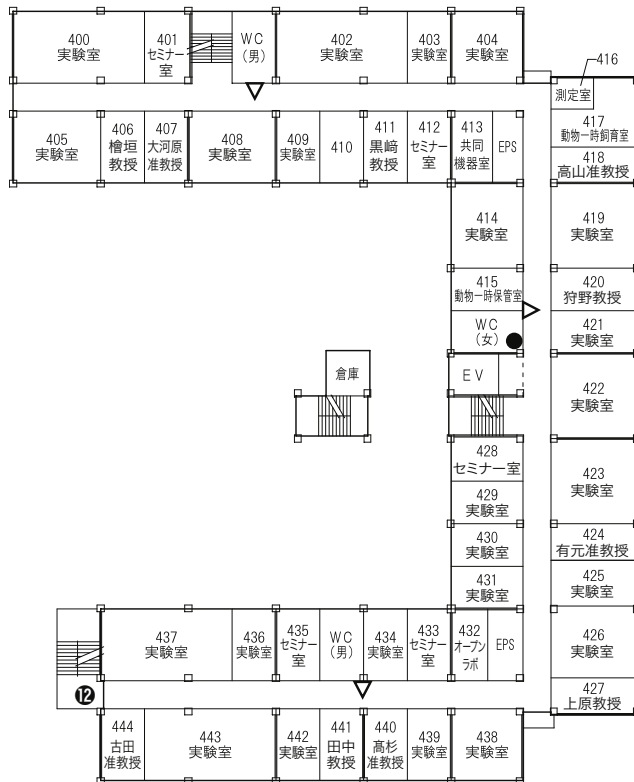 400
実験室
401
セミナー
室
WC
(男)
402
実験室
403
実験室
404
実験室
416
測定室
417
動物一時飼育室
418
高山准教授
405
実験室
406
檜垣
教授
407
大河原
准教授
408
実験室
409
実験室
410
411
黒﨑
教授
412
セミナー
室
413
共同
機器室
EPS
414
実験室
419
実験室
415
動物一時保管室
420
狩野教授
WC
(女)
421
実験室
倉庫
EV
422
実験室
428
セミナー室
423
実験室
429
実験室
424
有元准教授
430
実験室
425
実験室
431
実験室
426
実験室
427
上原教授
437
実験室
436
実験室
435
セミナー
室
WC
(男)
434
実験室
433
セミナー
室
432
オープン
ラボ
EPS
⓬
444
古田
准教授
443
実験室
442
実験室
441
田中
教授
440
髙杉
准教授
439
実験室
438
実験室